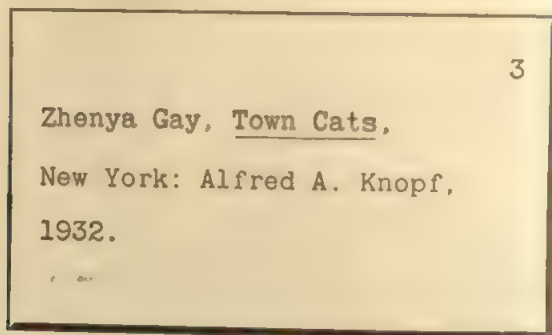 3
Zhenya Gay, Town Cats,
New York: Alfred A. Knopf,
1932.